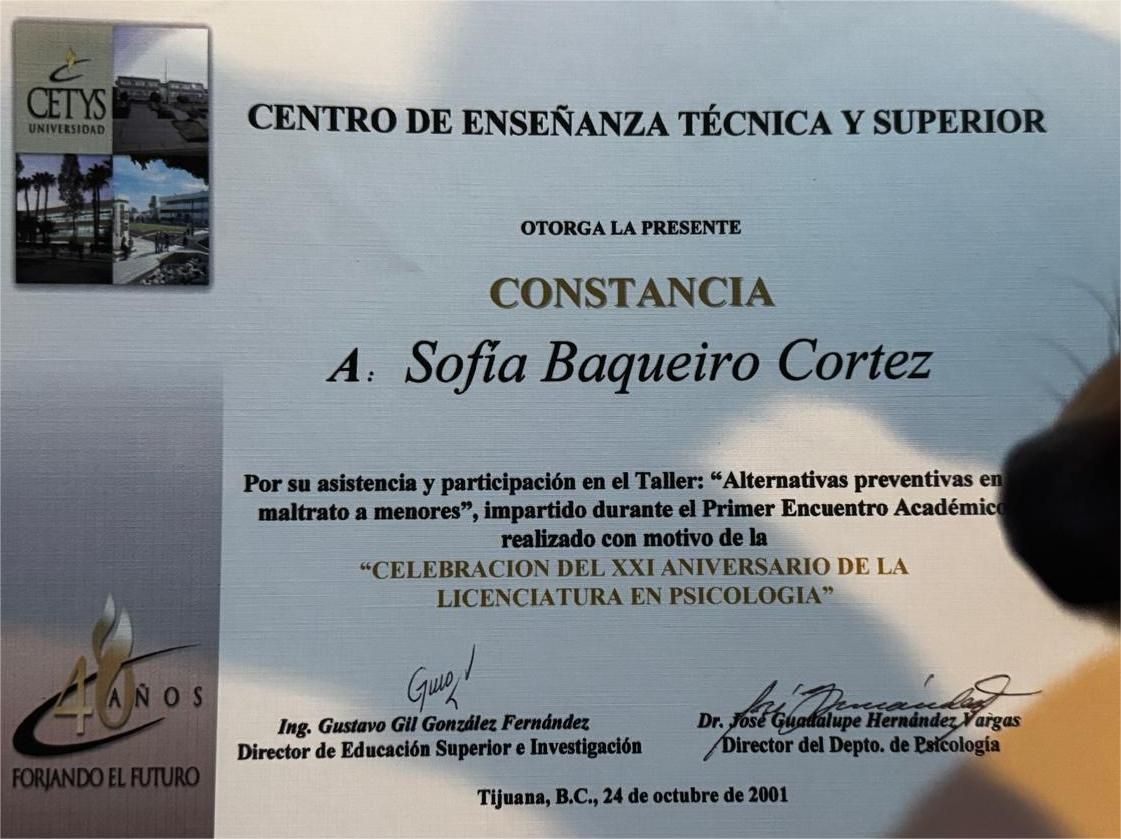 CETYS
UNIVERSIDAD
CENTRO DE ENSEÑANZA TÉCNICA Y SUPERIOR
OTORGA LA PRESENTE
CONSTANCIA
A: Sofía Baqueiro Cortez
Por su asistencia y participación en el Taller: “Alternativas preventivas en
maltrato a menores”, impartido durante el Primer Encuentro Académico
realizado con motivo de la
“CELEBRACION DEL XXI ANIVERSARIO DE LA
LICENCIATURA EN PSICOLOGIA”
40 AÑOS
FORJANDO EL FUTURO
Ing. Gustavo Gil González Fernández
Director de Educación Superior e Investigación
Dr. José Guadalupe Hernández Vargas
Director del Depto. de Psicología
Tijuana, B.C., 24 de octubre de 2001